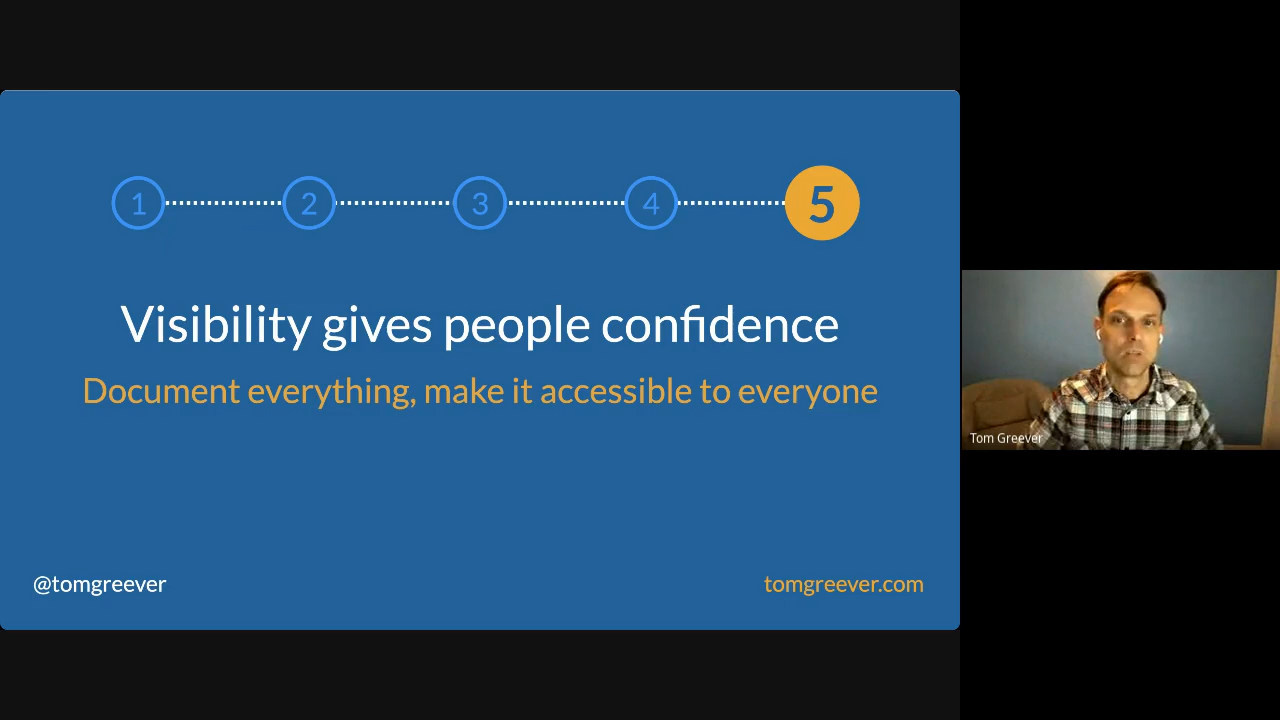 1 2 3 4 5
Visibility gives people confidence
Document everything, make it accessible to everyone
@tomgreever
tomgreever.com
Tom Greever